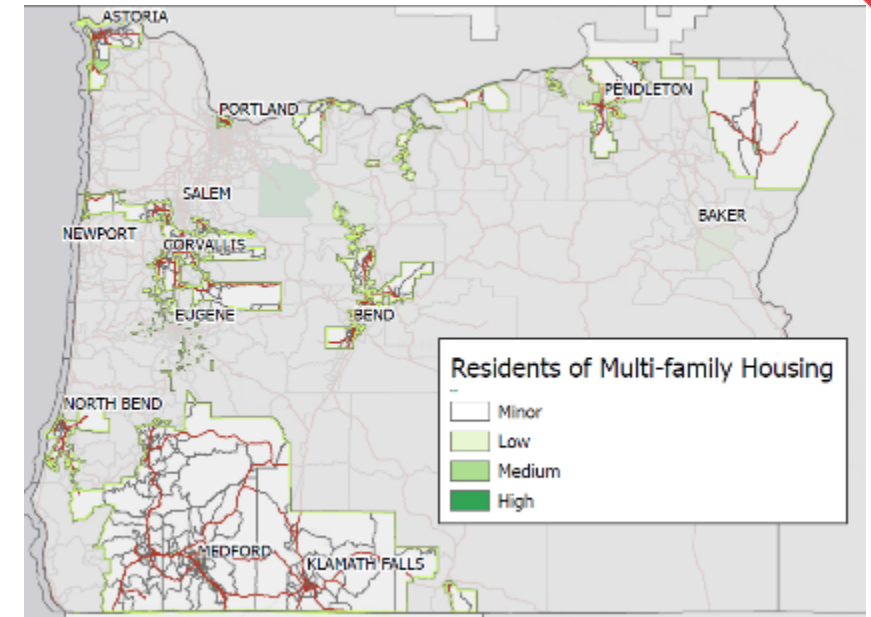 ASTORIA
PORTLAND
PENDLETON
SALEM
BAKER
NEWPORT
CORVALLIS
EUGENE
BEND
Residents of Multi-family Housing
Minor
Low
Medium
High
NORTH BEND
MEDFORD
KLAMATH FALLS